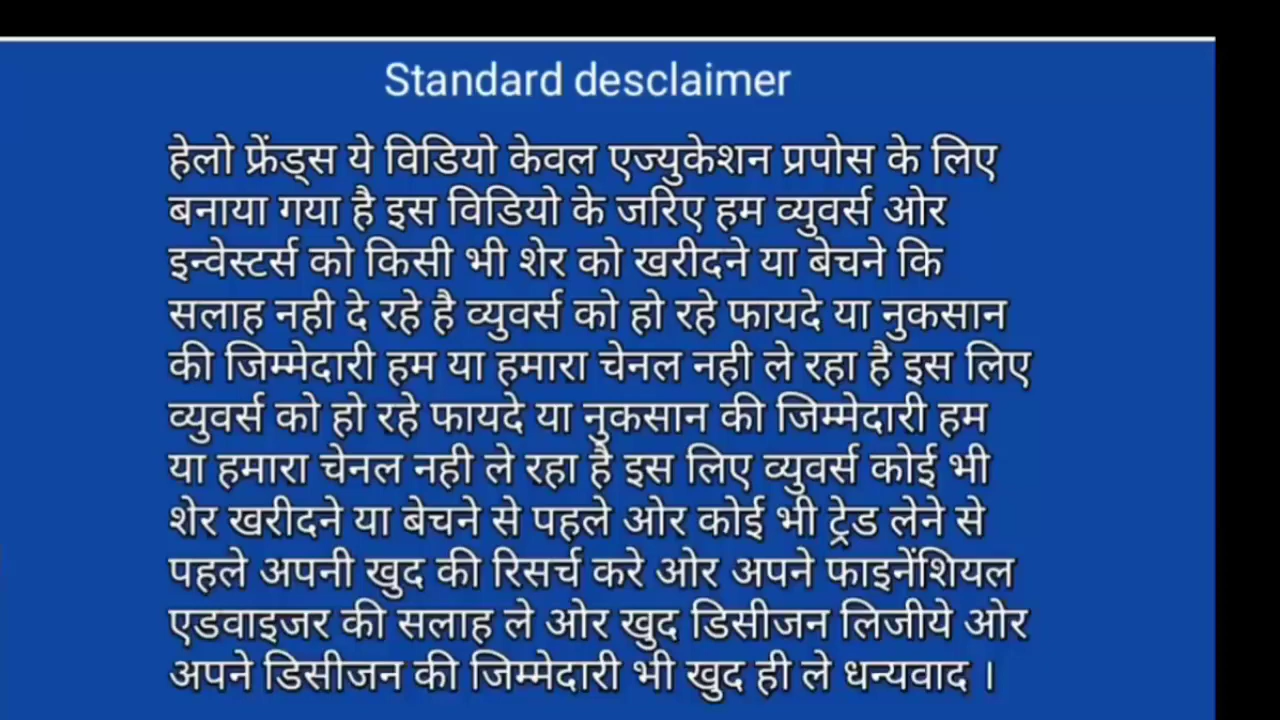 Standard desclaimer
हेलो फ्रेंड्स ये विडियो केवल एज्युकेशन प्रपोस के लिए
बनाया गया है इस विडियो के जरिए हम व्युवर्स ओर
इन्वेस्टर्स को किसी भी शेर को खरीदने या बेचने कि
सलाह नही दे रहे है व्युवर्स को हो रहे फायदे या नुकसान
की जिम्मेदारी हम या हमारा चेनल नही ले रहा है इस लिए
व्युवर्स को हो रहे फायदे या नुकसान की जिम्मेदारी हम
या हमारा चेनल नही ले रहा है इस लिए व्युवर्स कोई भी
शेर खरीदने या बेचने से पहले ओर कोई भी ट्रेड लेने से
पहले अपनी खुद की रिसर्च करे ओर अपने फाइनेंशियल
एडवाइजर की सलाह ले ओर खुद डिसीजन लिजीये ओर
अपने डिसीजन की जिम्मेदारी भी खुद ही ले धन्यवाद ।